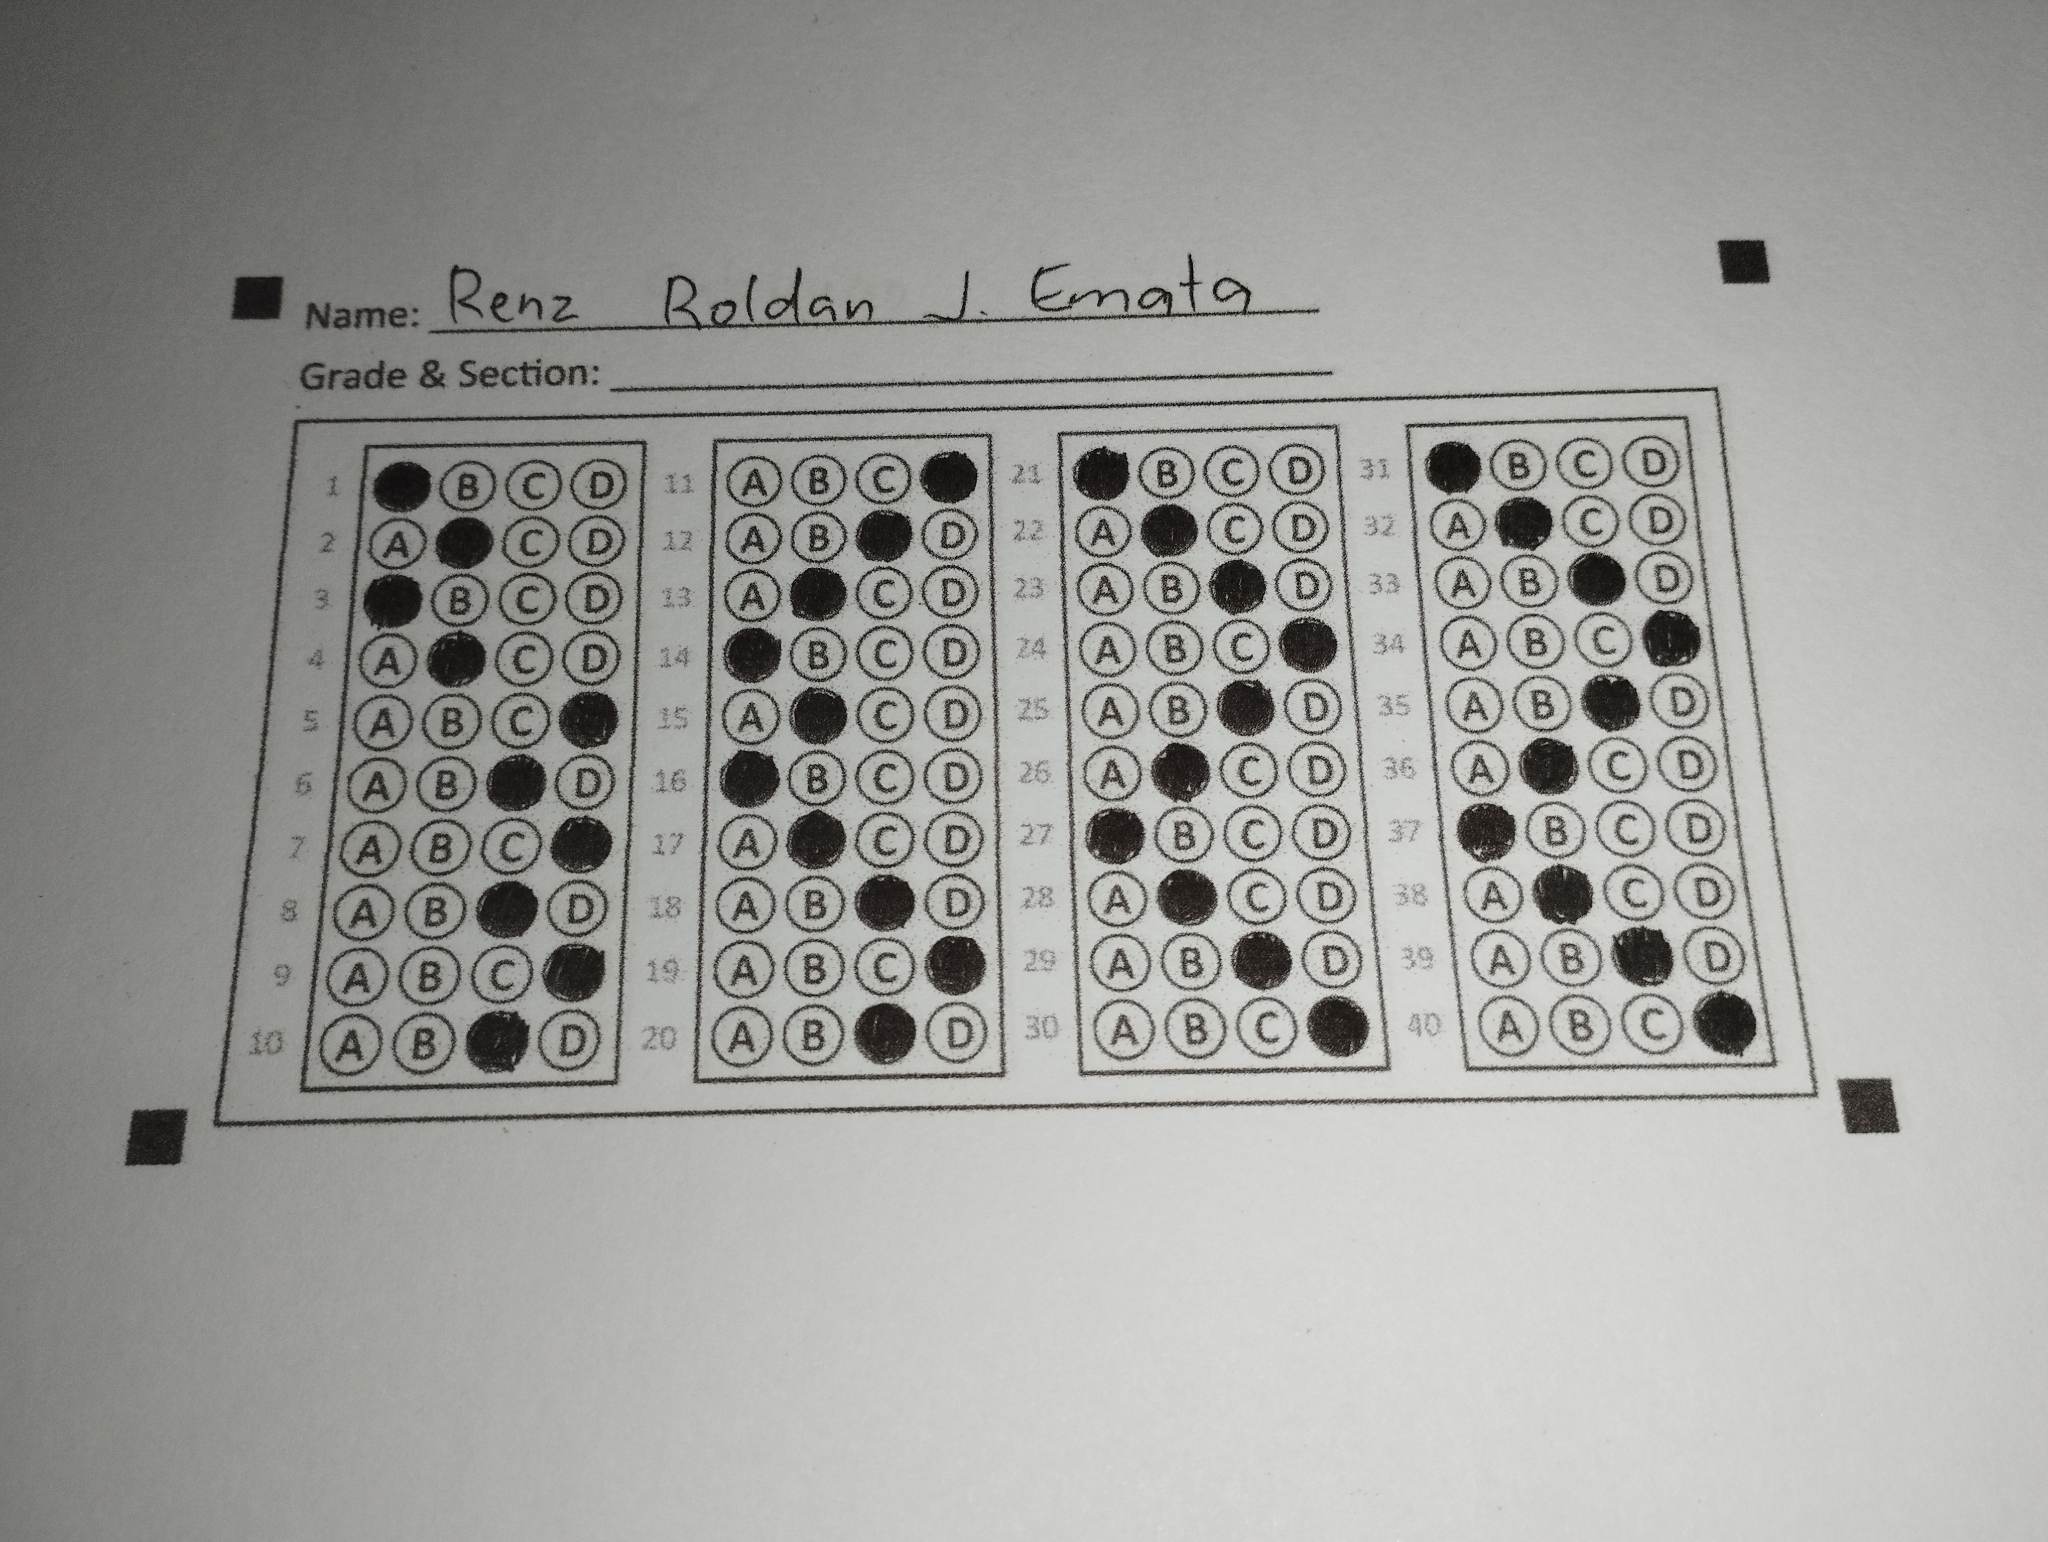 Name: Renz Roldan J. Emata
Grade & Section:
1 B C D 11 A B C 21 B C D 31 B C D
2 A C D 12 A B D 22 A C D 32 A C D
3 B C D 13 A C D 23 A B D 33 A B D
4 A C D 14 B C D 24 A B C 34 A B C
5 A B C 15 A C D 25 A B D 35 A B D
6 A B D 16 B C D 26 A C D 36 A C D
7 A B C 17 A C D 27 B C D 37 B C D
8 A B D 18 A B D 28 A C D 38 A C D
9 A B C 19 A B C 29 A B D 39 A B D
10 A B D 20 A B D 30 A B C 40 A B C